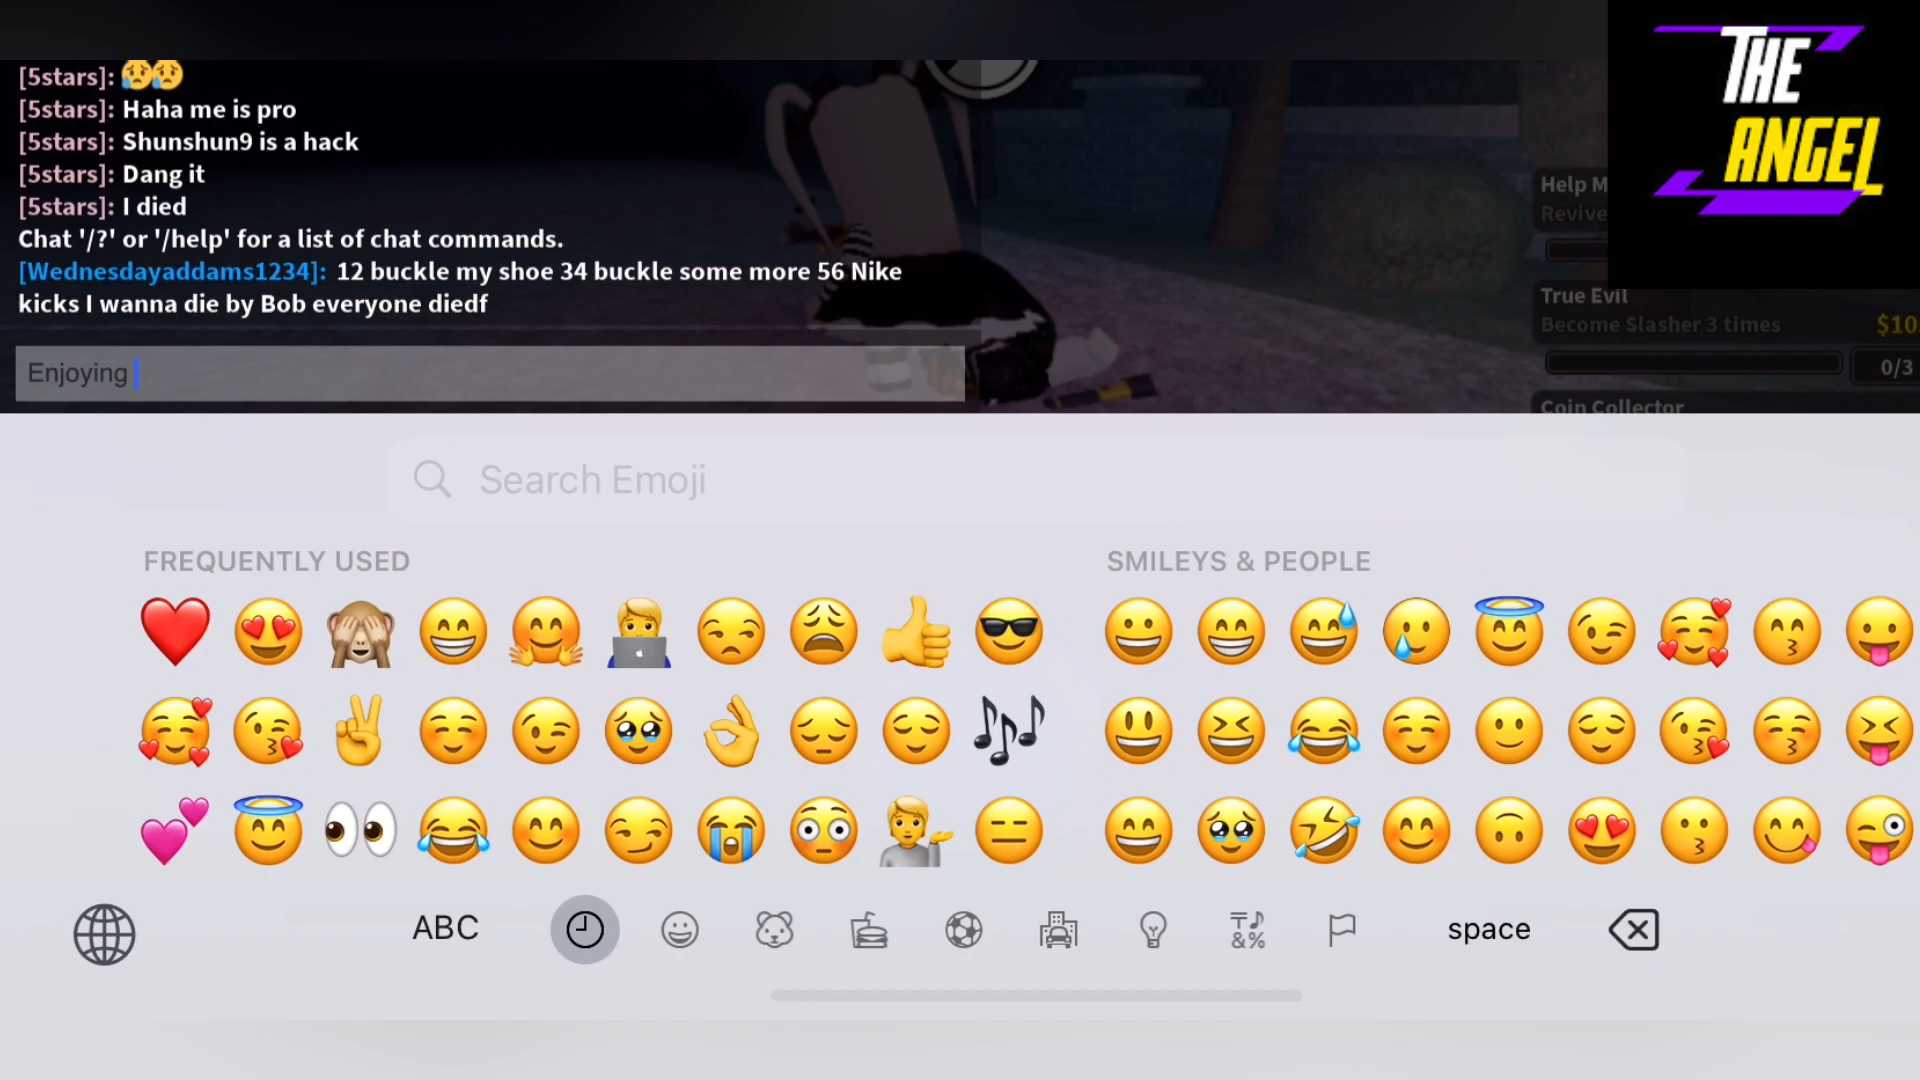 [5stars]: 😥😥
[5stars]: Haha me is pro
[5stars]: Shunshun9 is a hack
[5stars]: Dang it
[5stars]: I died
Chat '/?' or '/help' for a list of chat commands.
[Wednesdayaddams1234]: 12 buckle my shoe 34 buckle some more 56 Nike
kicks I wanna die by Bob everyone diedf
Enjoying
THE
ANGEL
Help M
Revive
True Evil
Become Slasher 3 times
$10
0/3
Coin Collector
Search Emoji
FREQUENTLY USED
SMILEYS & PEOPLE
ABC
&%
space